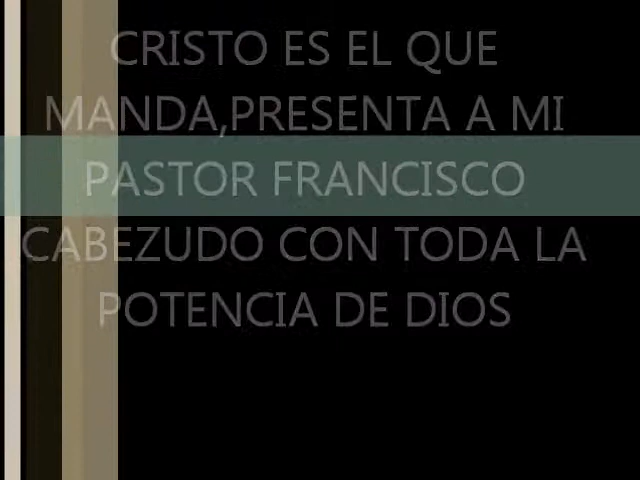 CRISTO ES EL QUE
MANDA,PRESENTA A MI
PASTOR FRANCISCO
CABEZUDO CON TODA LA
POTENCIA DE DIOS